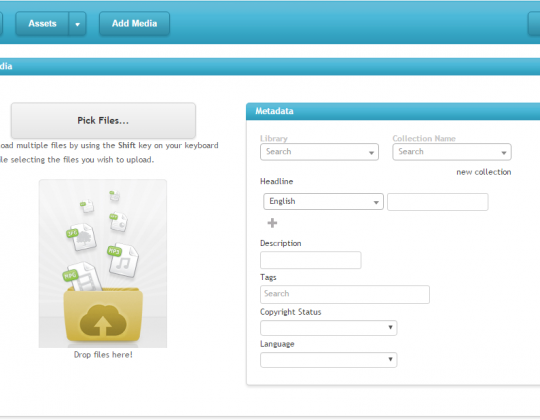 Assets
Add Media
dia
Pick Files...
oad multiple files by using the Shift key on your keyboard
le selecting the files you wish to upload.
JPG
MP3
MPG
Drop files here!
Metadata
Library
Collection Name
Search
Search
new collection
Headline
English
Description
Tags
Search
Copyright Status
Language